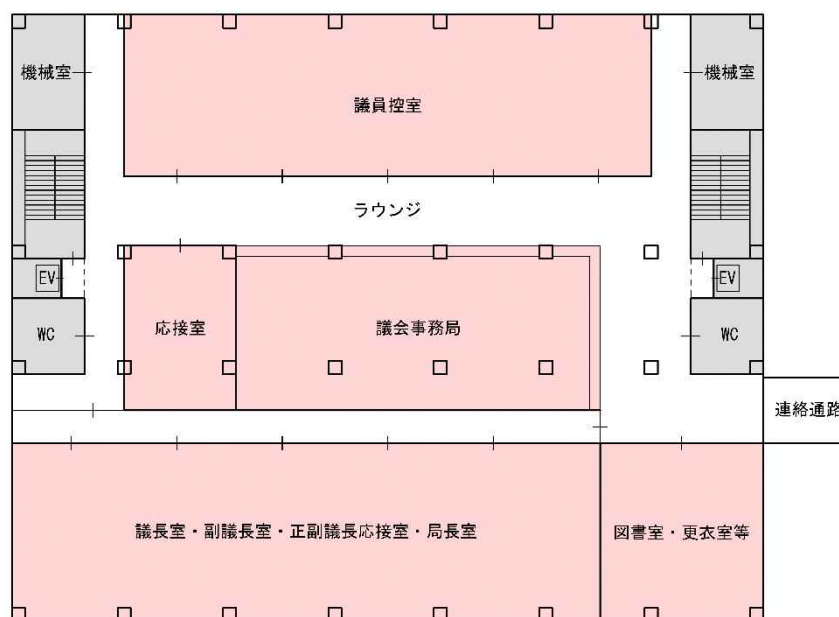 機械室
機械室
議員控室
ラウンジ
EV
EV
応接室
議会事務局
WC
WC
連絡通路
議長室・副議長室・正副議長応接室・局長室
図書室・更衣室等